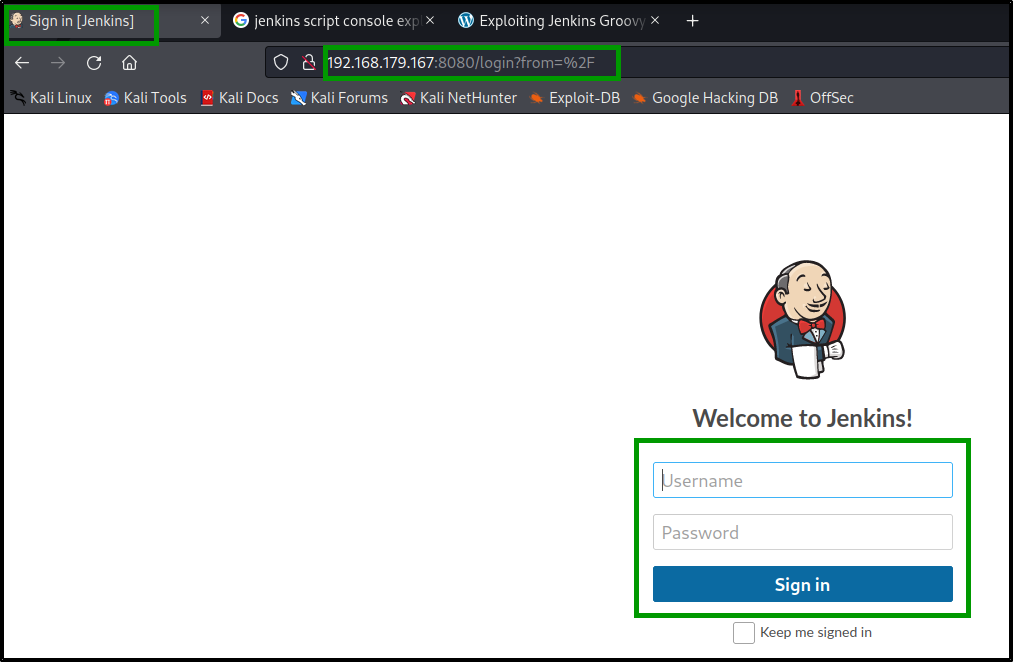 Sign in [Jenkins]
jenkins script console expl
Exploiting Jenkins Groovy
192.168.179.167:8080/login?from=%2F
Kali Linux
Kali Tools
Kali Docs
Kali Forums
Kali NetHunter
Exploit-DB
Google Hacking DB
OffSec
Welcome to Jenkins!
Username
Password
Sign in
Keep me signed in